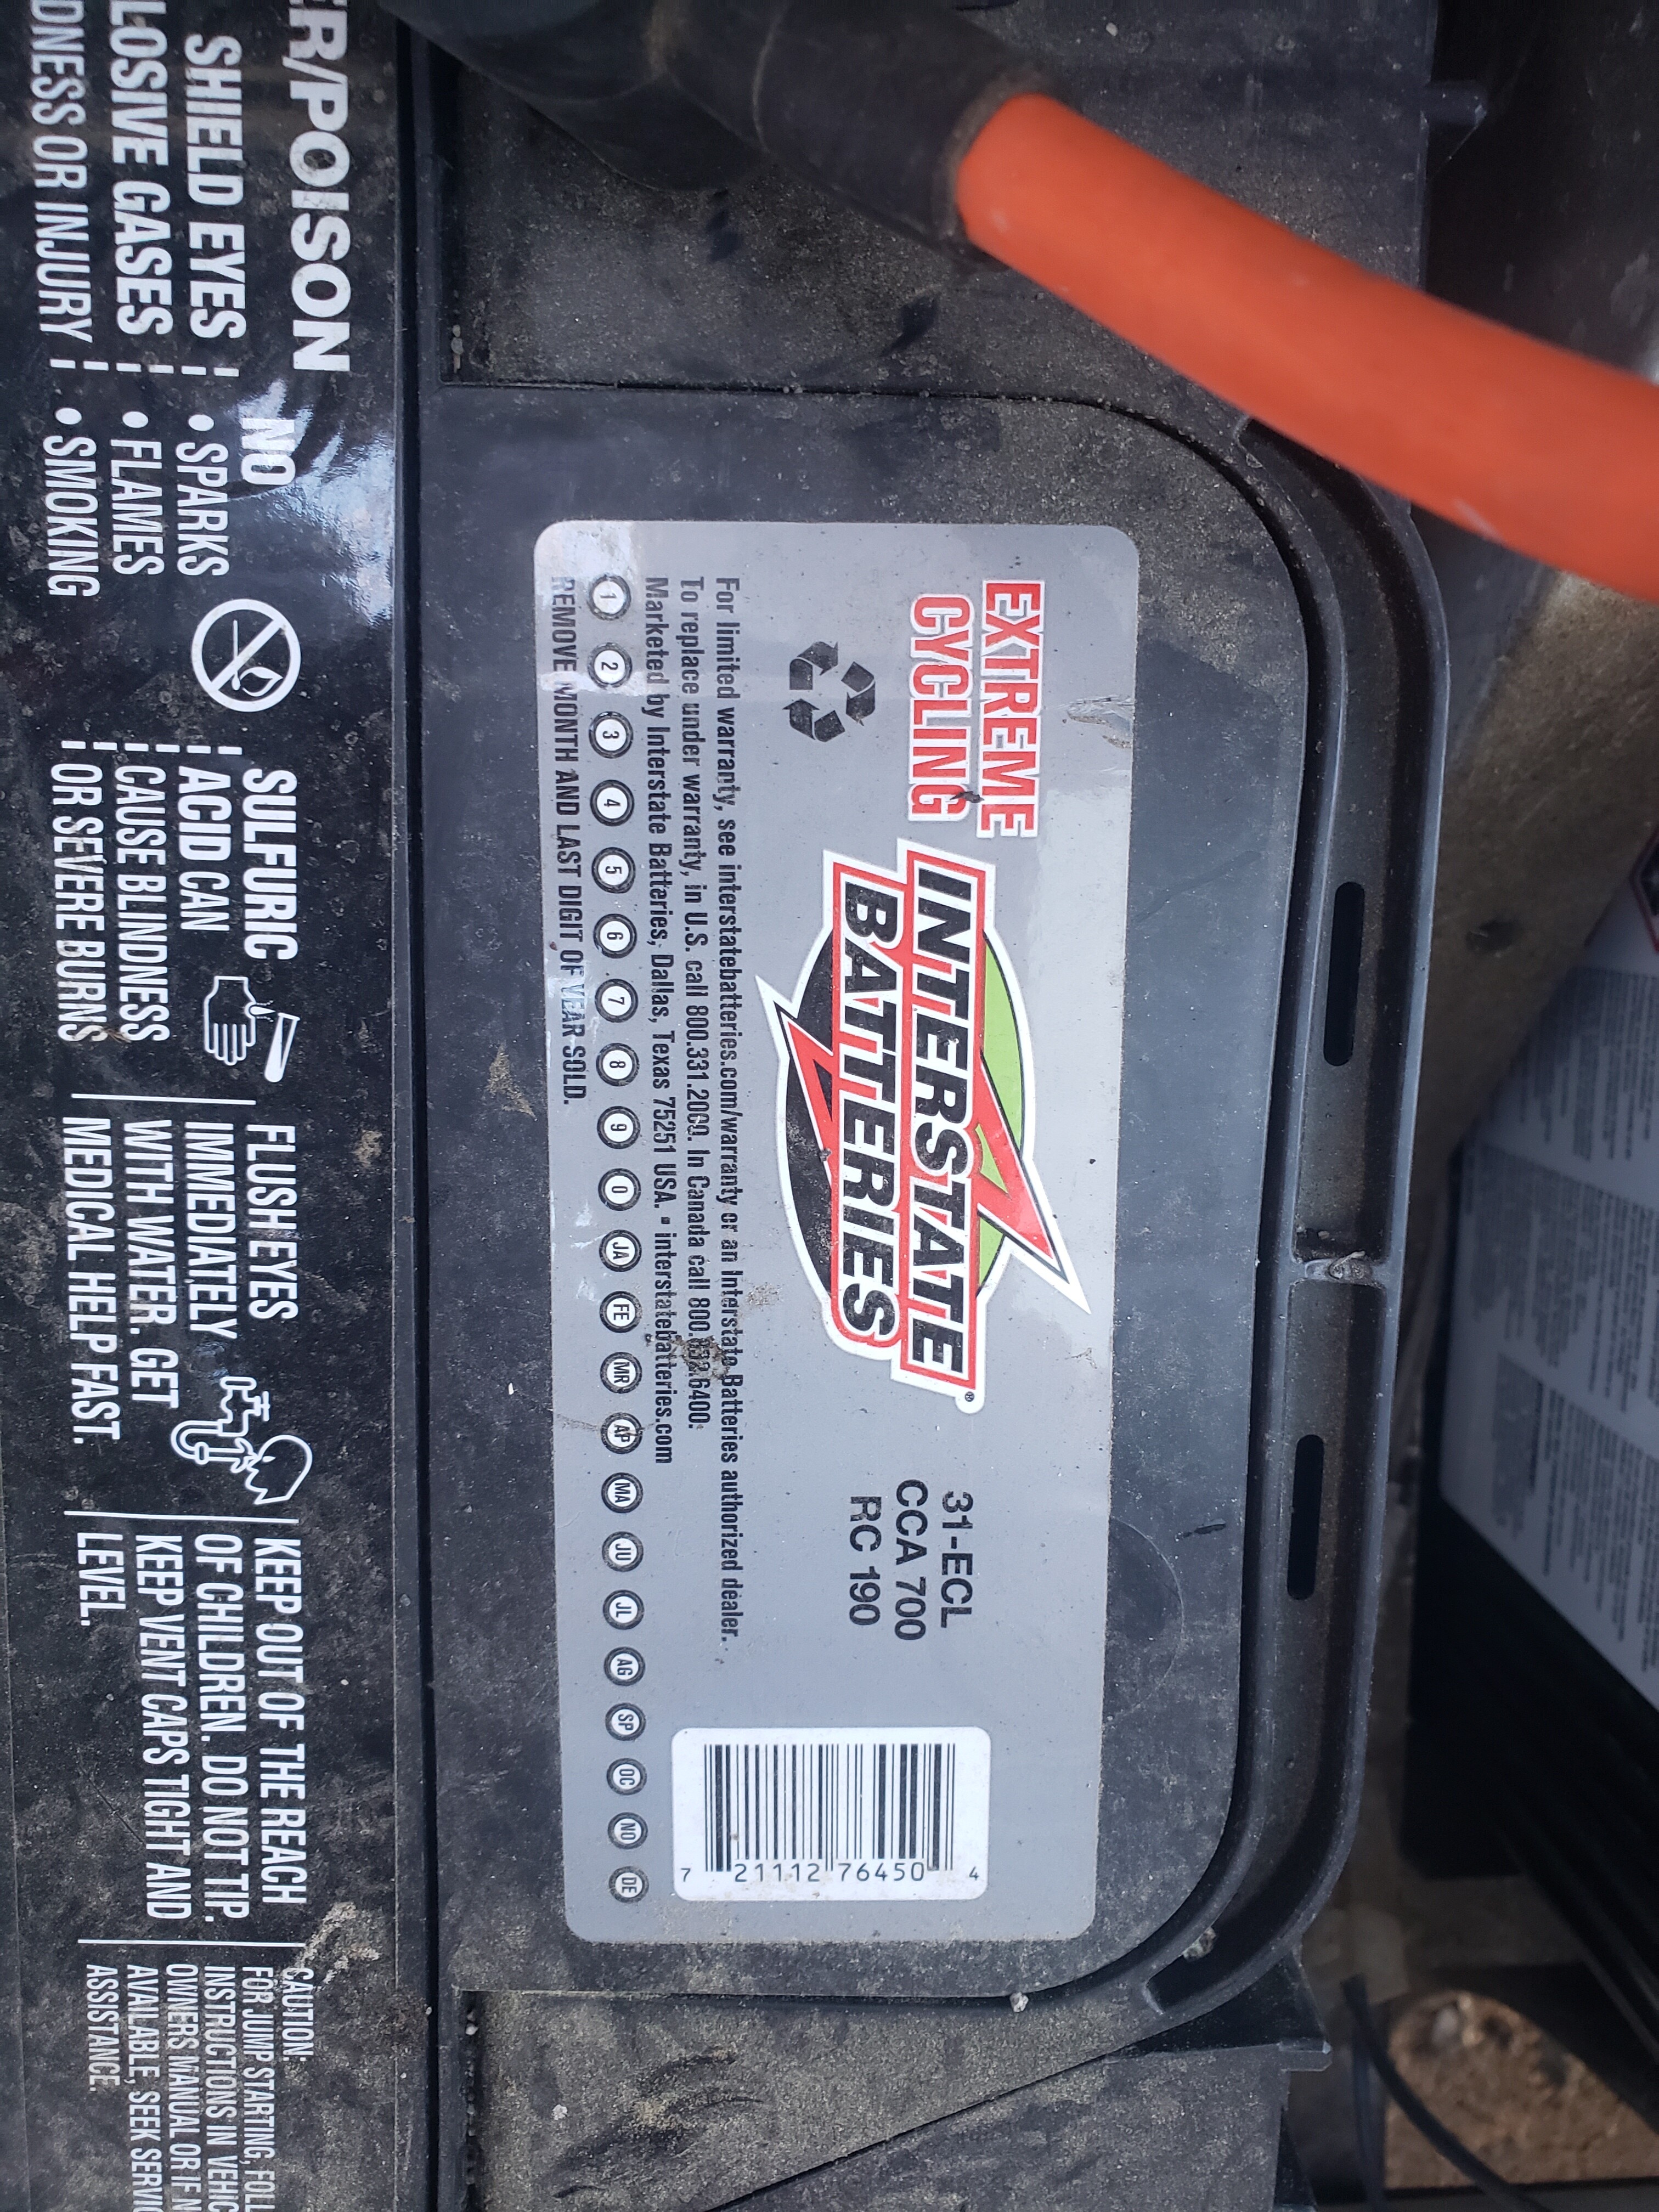 EXTREME
CYCLING
INTERSTATE
BATTERIES®
31-ECL
CCA 700
RC 190
For limited warranty, see interstatebatteries.com/warranty or an Interstate Batteries authorized dealer.
To replace under warranty, in U.S. call 800.331.2000. In Canada call 800.832.6400.
Marketed by Interstate Batteries, Dallas, Texas 75251 USA. • interstatebatteries.com
1 2 3 4 5 6 7 8 9 0 JA FE MR AP MA JU JL AG SP OC NO DE
REMOVE MONTH AND LAST DIGIT OF YEAR SOLD.
7 21112 76450 4
ER/POISON
SHIELD EYES
LOSIVE GASES
DNESS OR INJURY
NO
• SPARKS
• FLAMES
• SMOKING
SULFURIC
ACID CAN
CAUSE BLINDNESS
OR SEVERE BURNS
FLUSH EYES
IMMEDIATELY
WITH WATER. GET
MEDICAL HELP FAST.
KEEP OUT OF THE REACH
OF CHILDREN. DO NOT TIP.
KEEP VENT CAPS TIGHT AND
LEVEL.
CAUTION:
FOR JUMP STARTING, FOLL
INSTRUCTIONS IN VEHIC
OWNERS MANUAL OR IF N
AVAILABLE, SEEK SERVIC
ASSISTANCE.